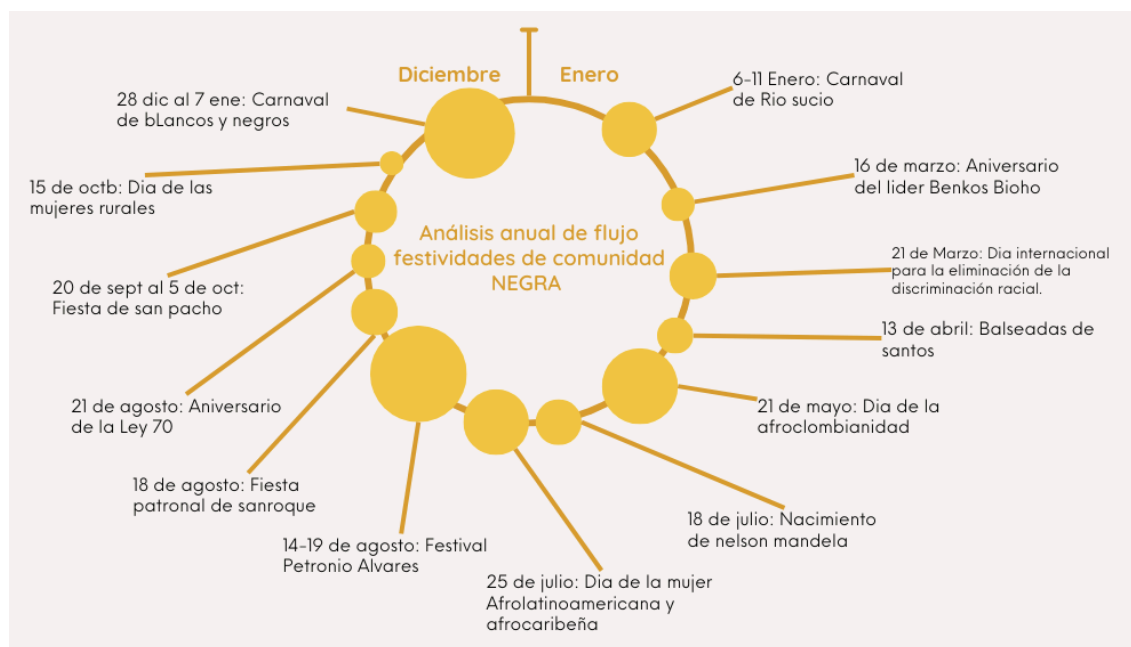 Diciembre
Enero
6-11 Enero: Carnaval
de Rio sucio
16 de marzo: Aniversario
del lider Benkos Bioho
21 de Marzo: Dia internacional
para la eliminación de la
discriminación racial.
13 de abril: Balseadas de
santos
21 de mayo: Dia de la
afroclombianidad
18 de julio: Nacimiento
de nelson mandela
25 de julio: Dia de la mujer
Afrolatinoamericana y
afrocaribeña
14-19 de agosto: Festival
Petronio Alvares
18 de agosto: Fiesta
patronal de sanroque
21 de agosto: Aniversario
de la Ley 70
20 de sept al 5 de oct:
Fiesta de san pacho
15 de octb: Dia de las
mujeres rurales
28 dic al 7 ene: Carnaval
de bLancos y negros
Análisis anual de flujo
festividades de comunidad
NEGRA